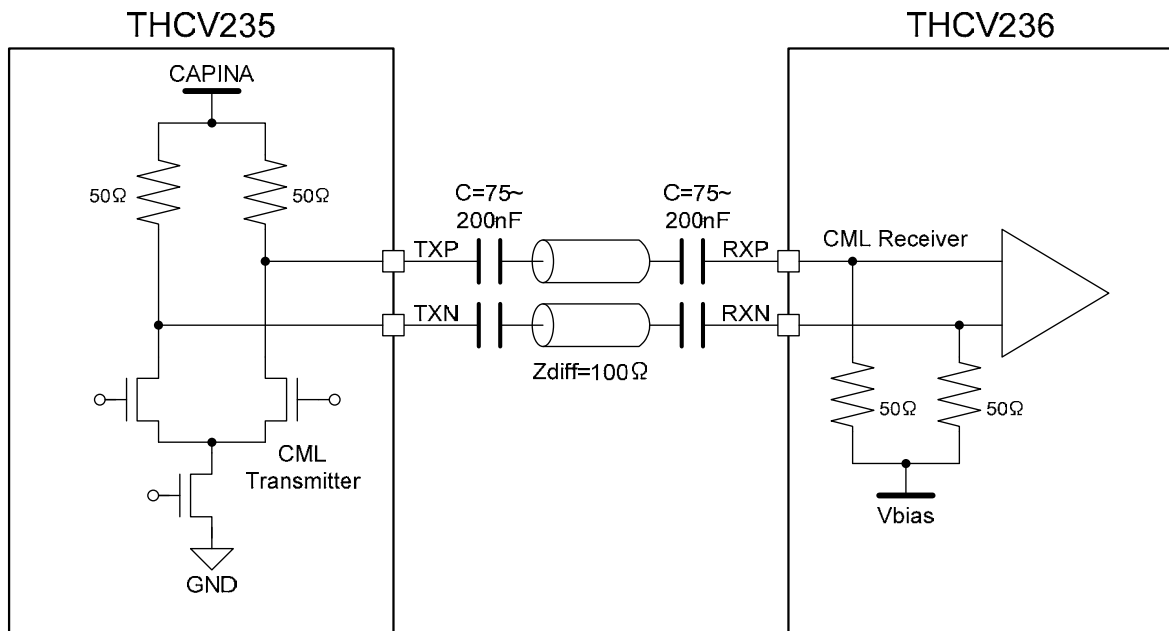 THCV235
THCV236
CAPINA
50Ω
50Ω
C=75~
200nF
C=75~
200nF
TXP
RXP
CML Receiver
TXN
RXN
Zdiff=100Ω
50Ω
50Ω
CML
Transmitter
Vbias
GND